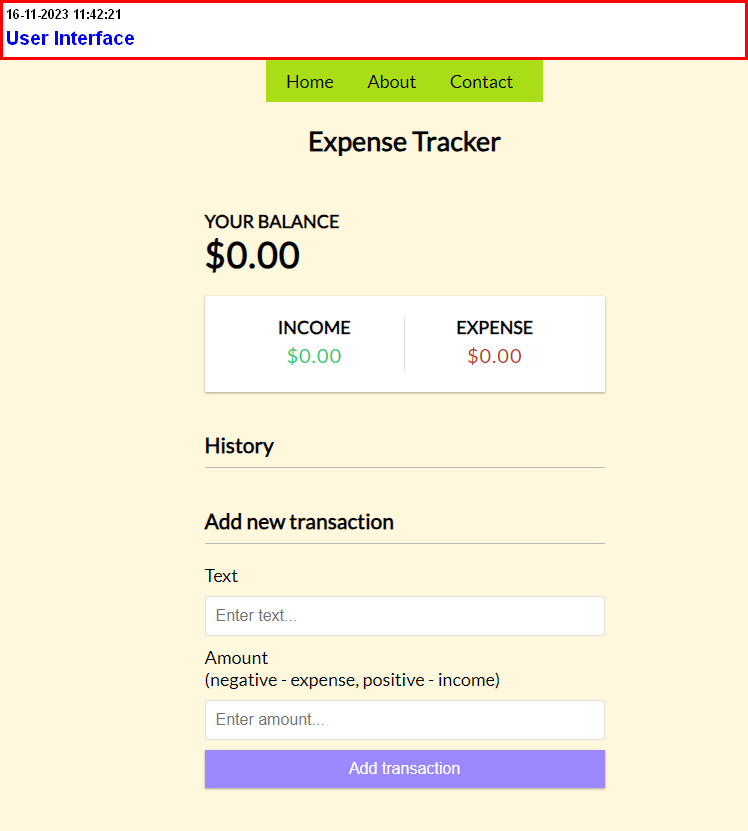 16-11-2023 11:42:21
User Interface
Home About Contact
Expense Tracker
YOUR BALANCE
$0.00
INCOME EXPENSE
$0.00 $0.00
History
Add new transaction
Text
Enter text...
Amount
(negative - expense, positive - income)
Enter amount...
Add transaction